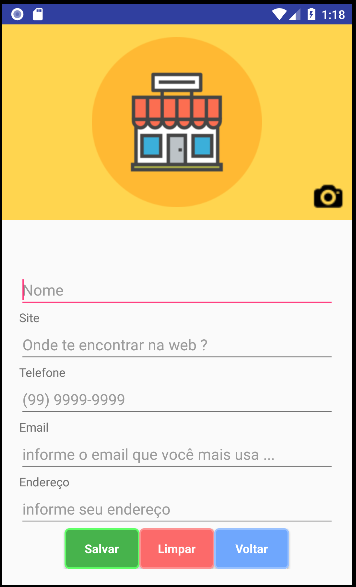 1:18
Nome
Site
Onde te encontrar na web ?
Telefone
(99) 9999-9999
Email
informe o email que você mais usa ...
Endereço
informe seu endereço
Salvar Limpar Voltar